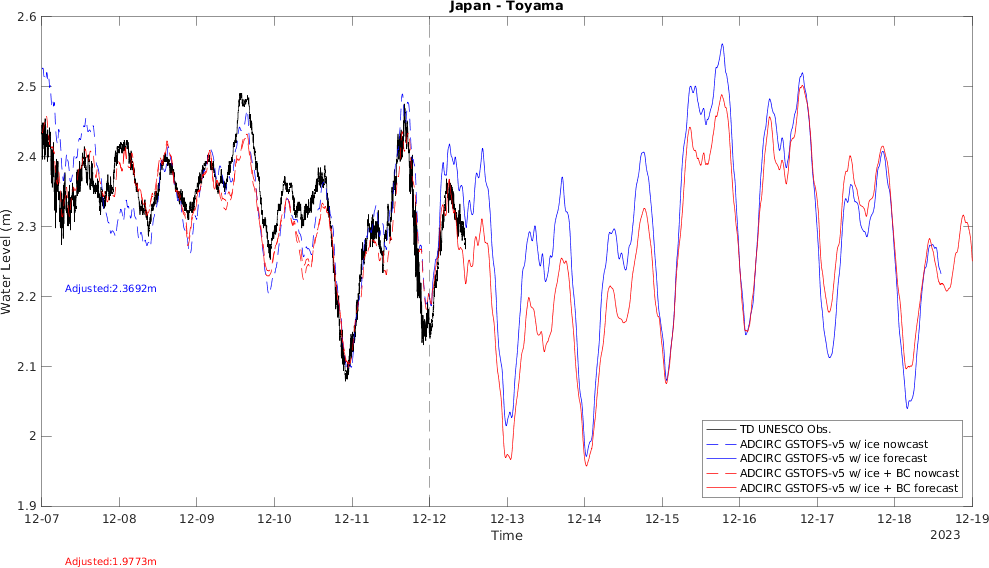 Japan - Toyama
2.6
2.5
2.4
2.3
2.2
2.1
2
1.9
Water Level (m)
Adjusted:2.3692m
TD UNESCO Obs.
ADCIRC GSTOFS-v5 w/ ice nowcast
ADCIRC GSTOFS-v5 w/ ice forecast
ADCIRC GSTOFS-v5 w/ ice + BC nowcast
ADCIRC GSTOFS-v5 w/ ice + BC forecast
12-07 12-08 12-09 12-10 12-11 12-12 12-13 12-14 12-15 12-16 12-17 12-18 12-19
Time
2023
Adjusted:1.9773m